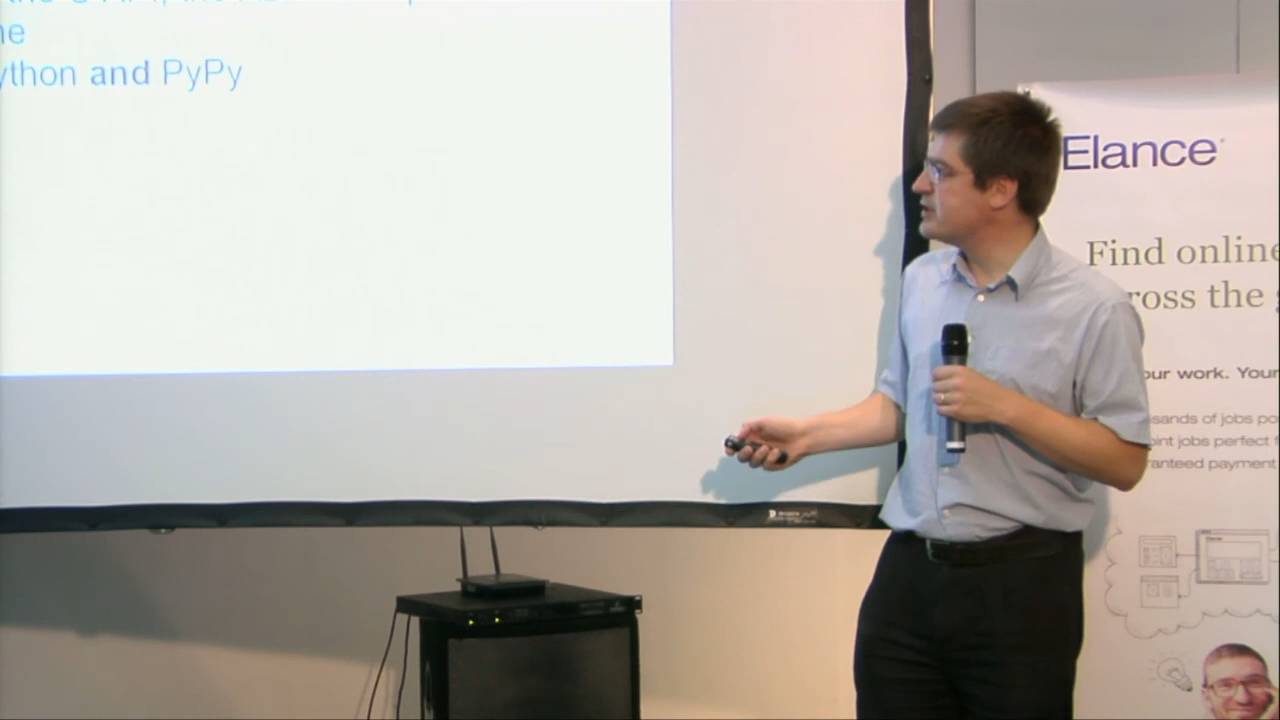 he
ython and PyPy
Elance
Find online
ross the
our work. Your
sands of jobs po
oint jobs perfect f
ranteed payment